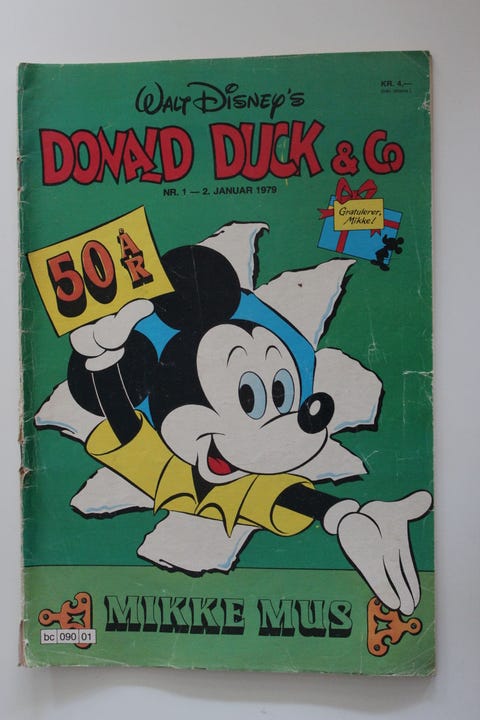 KR. 4,—
WALT DISNEY'S
DONALD DUCK & Co
NR. 1 — 2. JANUAR 1979
Gratulerer,
Mikke!
50 ÅR
MIKKE MUS
bc 090 01